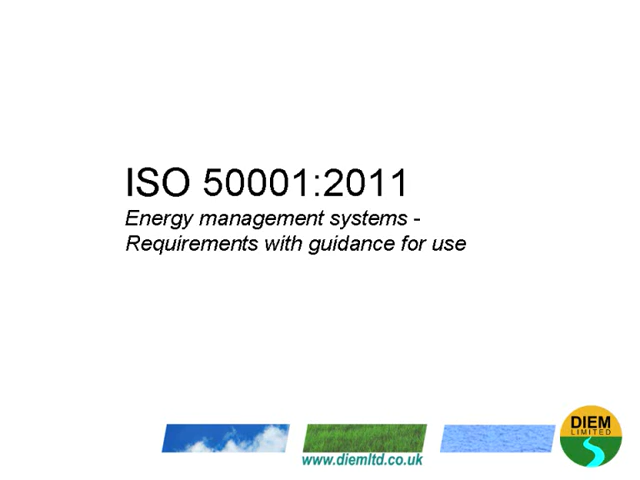 ISO 50001:2011
Energy management systems -
Requirements with guidance for use
www.diemltd.co.uk
DIEM
LIMITED